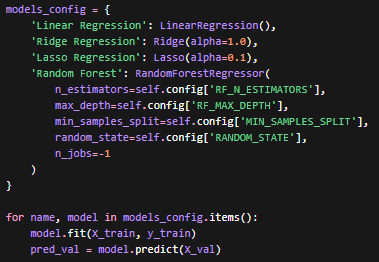 models_config = {
    'Linear Regression': LinearRegression(),
    'Ridge Regression': Ridge(alpha=1.0),
    'Lasso Regression': Lasso(alpha=0.1),
    'Random Forest': RandomForestRegressor(
        n_estimators=self.config['RF_N_ESTIMATORS'],
        max_depth=self.config['RF_MAX_DEPTH'],
        min_samples_split=self.config['MIN_SAMPLES_SPLIT'],
        random_state=self.config['RANDOM_STATE'],
        n_jobs=-1
    )
}

for name, model in models_config.items():
    model.fit(X_train, y_train)
    pred_val = model.predict(X_val)